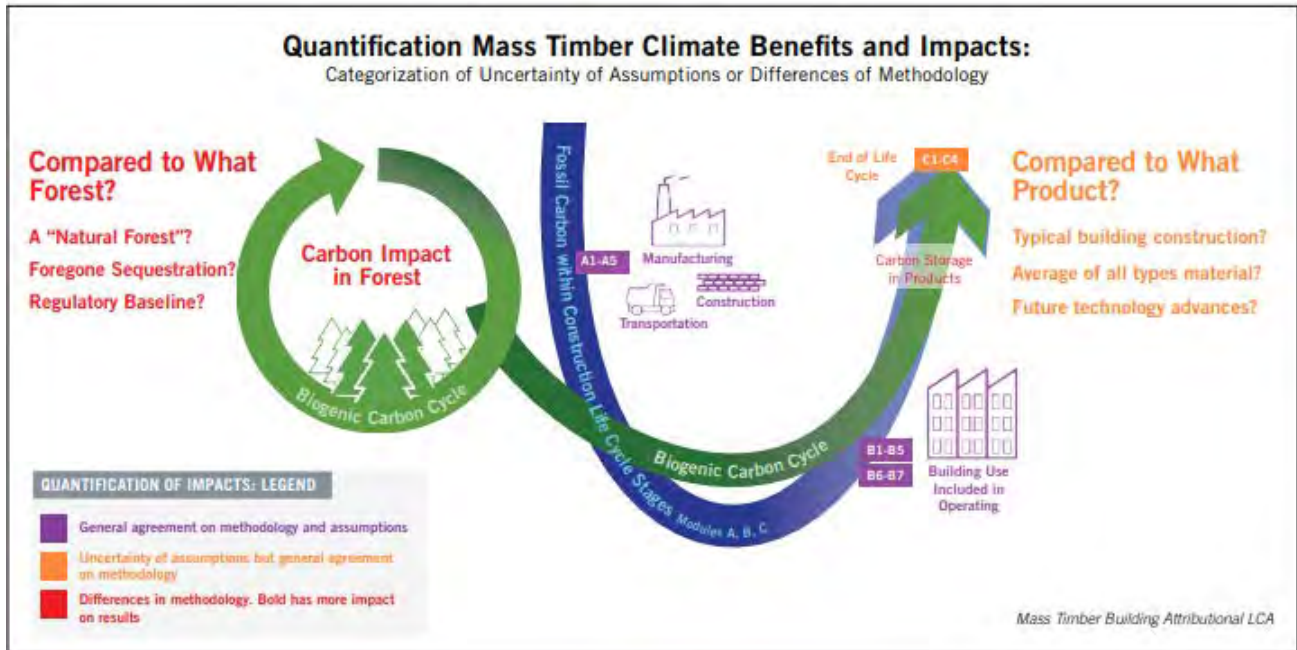 Quantification Mass Timber Climate Benefits and Impacts:
Categorization of Uncertainty of Assumptions or Differences of Methodology
Compared to What
Forest?
A “Natural Forest”?
Foregone Sequestration?
Regulatory Baseline?
Carbon Impact
in Forest
Biogenic Carbon Cycle
Fossil Carbon within Construction Life Cycle Stages Modules A, B, C
A1-A5
Manufacturing
Construction
Transportation
Biogenic Carbon Cycle
End of Life
Cycle
C1-C4
Carbon Storage
in Products
Compared to What
Product?
Typical building construction?
Average of all types material?
Future technology advances?
B1-B5
B6-B7
Building Use
Included in
Operating
QUANTIFICATION OF IMPACTS: LEGEND
General agreement on methodology and assumptions
Uncertainty of assumptions but general agreement
on methodology
Differences in methodology. Bold has more impact
on results
Mass Timber Building Attributional LCA